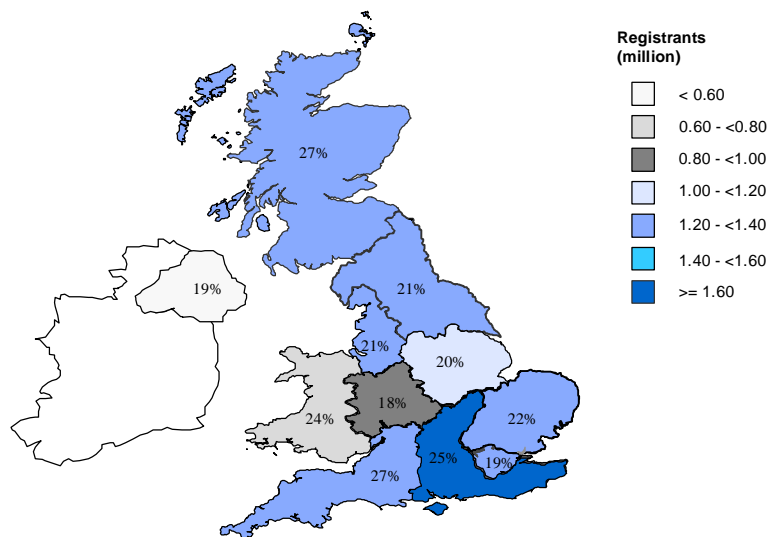 Registrants
(million)
< 0.60
0.60 - <0.80
0.80 - <1.00
1.00 - <1.20
1.20 - <1.40
1.40 - <1.60
>= 1.60
27%
19%
21%
21%
20%
18%
24%
22%
25%
19%
27%